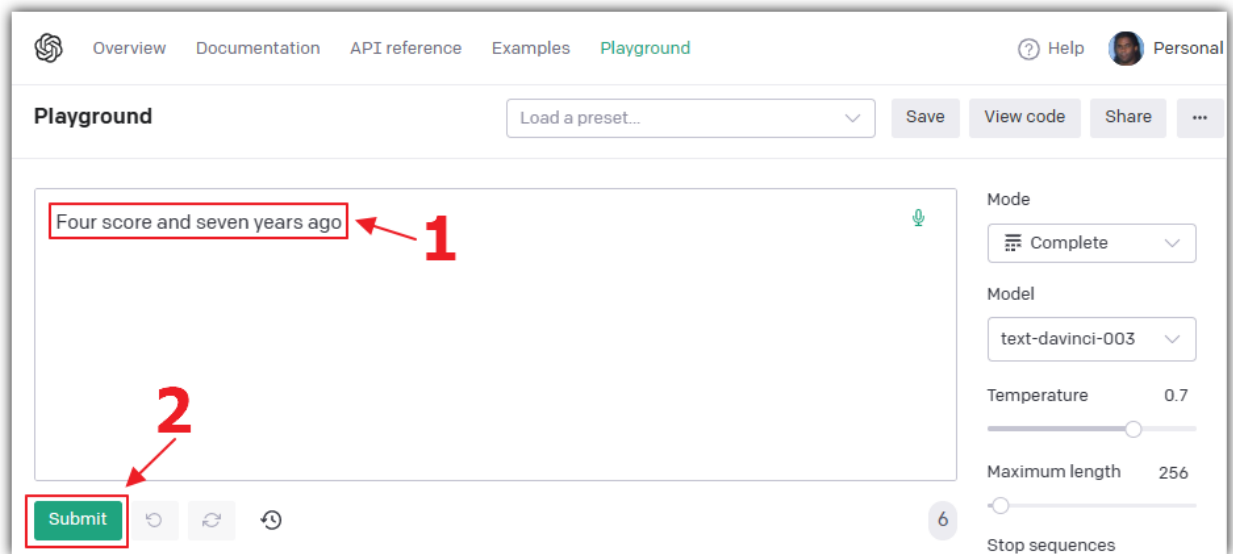 Overview Documentation API reference Examples Playground Help Personal
Playground Load a preset... Save View code Share ...
Four score and seven years ago 1
2
Submit 6
Mode
Complete
Model
text-davinci-003
Temperature 0.7
Maximum length 256
Stop sequences